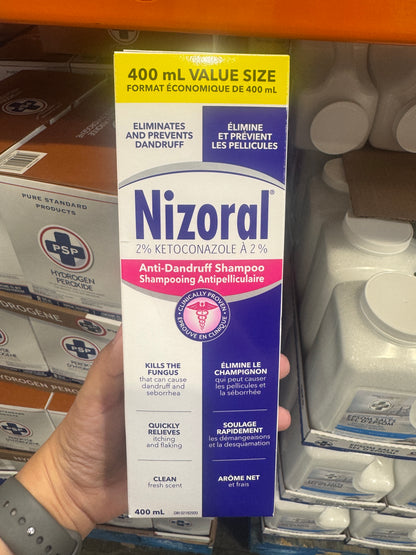 400 mL VALUE SIZE
FORMAT ÉCONOMIQUE DE 400 mL
ELIMINATES
AND PREVENTS
DANDRUFF
ÉLIMINE
ET PRÉVIENT
LES PELLICULES
Nizoral®
2% KETOCONAZOLE À 2 %
Anti-Dandruff Shampoo
Shampooing Antipelliculaire
CLINICALLY PROVEN
ÉPROUVÉ EN CLINIQUE
KILLS THE
FUNGUS
that can cause
dandruff and
seborrhea
ÉLIMINE LE
CHAMPIGNON
qui peut causer
les pellicules et
la séborrhée
QUICKLY
RELIEVES
itching
and flaking
SOULAGE
RAPIDEMENT
les démangeaisons
et la desquamation
CLEAN
fresh scent
ARÔME NET
et frais
400 mL
PURE STANDARD
PRODUCTS
PSP
HYDROGEN
PEROXIDE
PSP
EPSOM SALTS